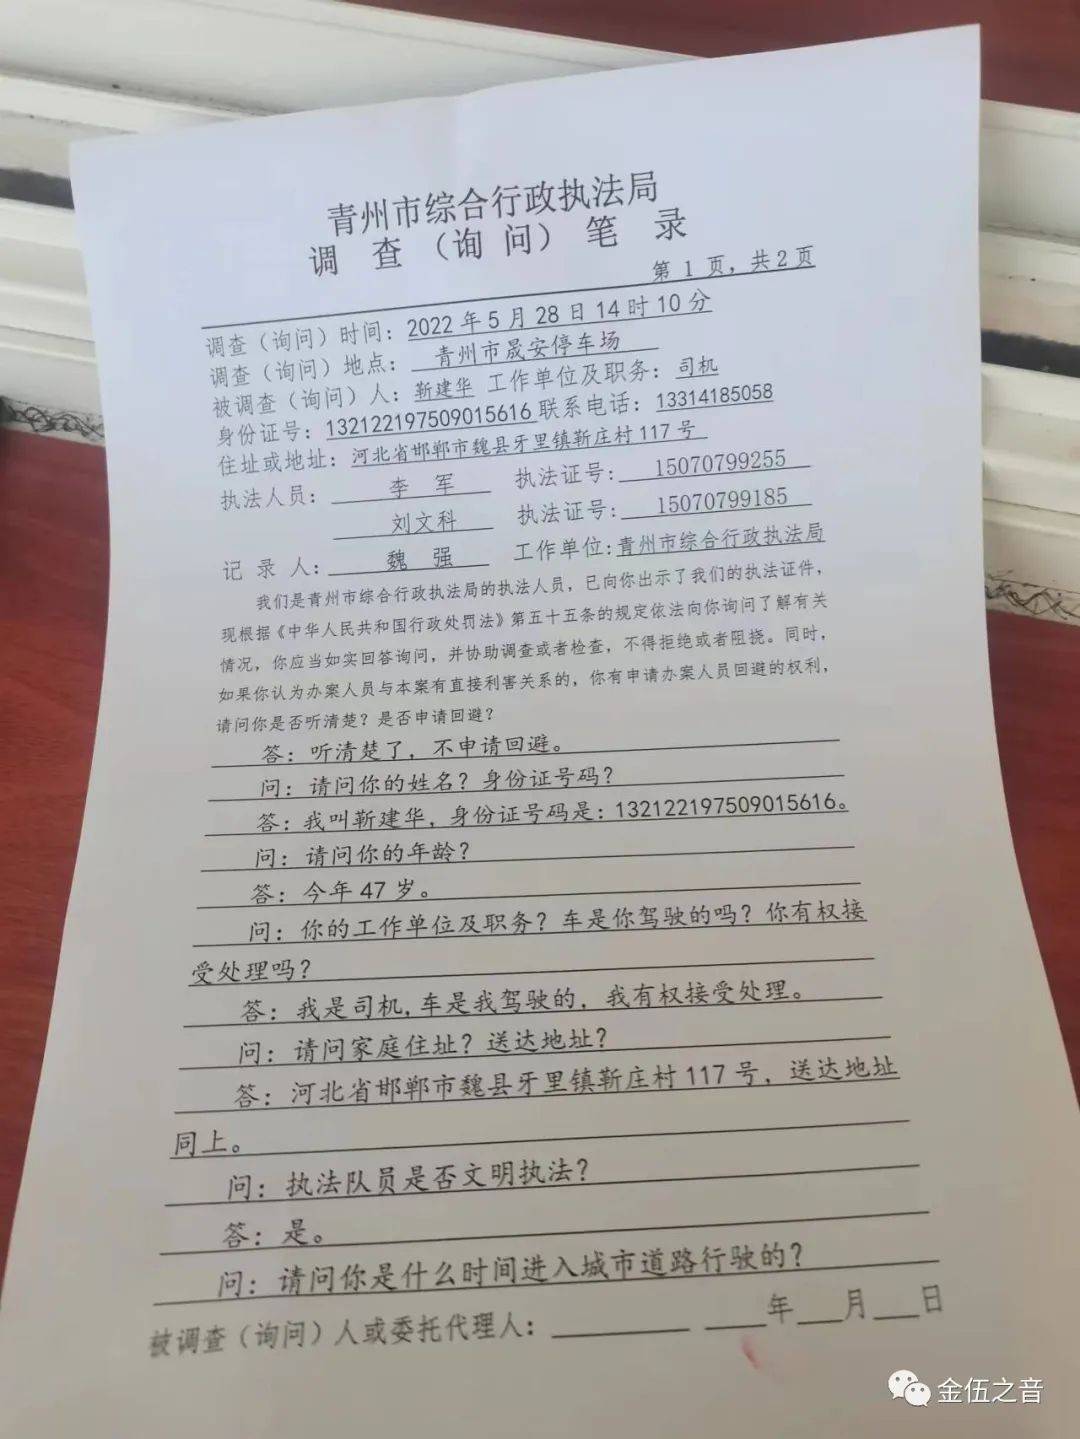 青州市综合行政执法局
调 查 （询 问） 笔 录
第 1 页，共 2 页
调查（询问）时间：2022 年 5 月 28 日 14 时 10 分
调查（询问）地点： 青州市晟安停车场
被调查（询问）人：靳建华 工作单位及职务：司机
身份证号：132122197509015616 联系电话：13314185058
住址或地址：河北省邯郸市魏县牙里镇靳庄村 117 号
执法人员： 李 军 执法证号： 15070799255
刘文科 执法证号： 15070799185
记 录 人： 魏 强 工作单位：青州市综合行政执法局
我们是青州市综合行政执法局的执法人员，已向你出示了我们的执法证件，
现根据《中华人民共和国行政处罚法》第五十五条的规定依法向你询问了解有关
情况，你应当如实回答询问，并协助调查或者检查，不得拒绝或者阻挠。同时，
如果你认为办案人员与本案有直接利害关系的，你有申请办案人员回避的权利，
请问你是否听清楚？是否申请回避？
答：听清楚了，不申请回避。
问：请问你的姓名？身份证号码？
答：我叫靳建华，身份证号码是：132122197509015616。
问：请问你的年龄？
答：今年 47 岁。
问：你的工作单位及职务？车是你驾驶的吗？你有权接
受处理吗？
答：我是司机，车是我驾驶的，我有权接受处理。
问：请问家庭住址？送达地址？
答：河北省邯郸市魏县牙里镇靳庄村 117 号，送达地址
同上。
问：执法队员是否文明执法？
答：是。
问：请问你是什么时间进入城市道路行驶的？
被调查（询问）人或委托代理人： 年 月 日
金伍之音